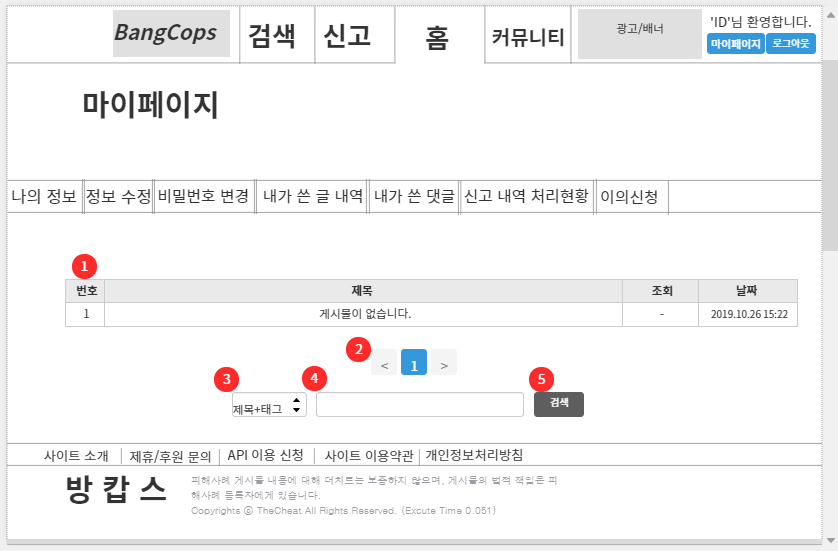 BangCops 검색 신고 홈 커뮤니티 광고/배너 'ID'님 환영합니다.
마이페이지 로그아웃
마이페이지
나의 정보 정보 수정 비밀번호 변경 내가 쓴 글 내역 내가 쓴 댓글 신고 내역 처리현황 이의신청
1
번호 제목 조회 날짜
1 게시물이 없습니다. - 2019.10.26 15:22
2 < 1 >
3 4 5
제목+태그 검색
사이트 소개 제휴/후원 문의 API 이용 신청 사이트 이용약관 개인정보처리방침
방 캅 스
피해사례 게시물 내용에 대해 더치트는 보증하지 않으며, 게시물의 법적 책임은 피
해사례 등록자에게 있습니다.
Copyrights ⓒ TheCheat All Rights Reserved. (Excute Time 0.051)